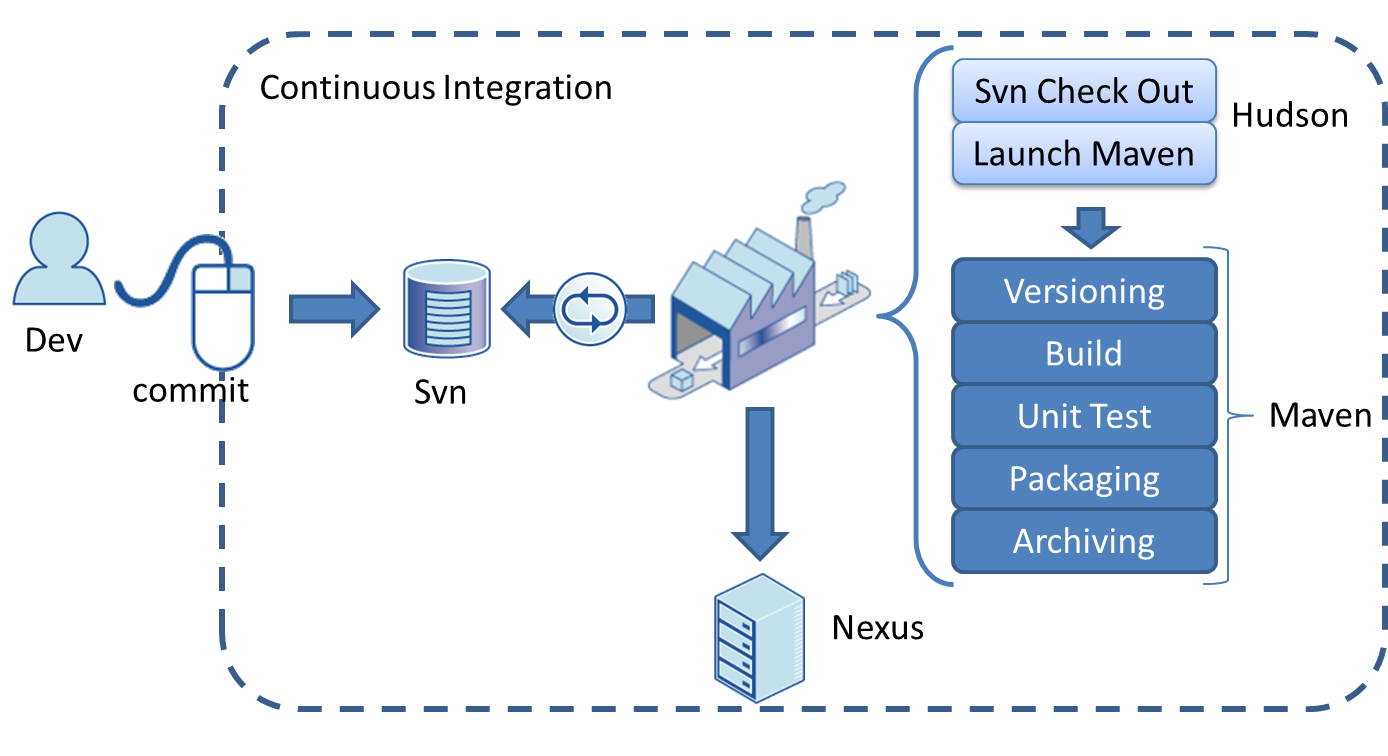 Continuous Integration
Svn Check Out
Launch Maven
Hudson
Dev
commit
Svn
Versioning
Build
Unit Test
Packaging
Archiving
Maven
Nexus